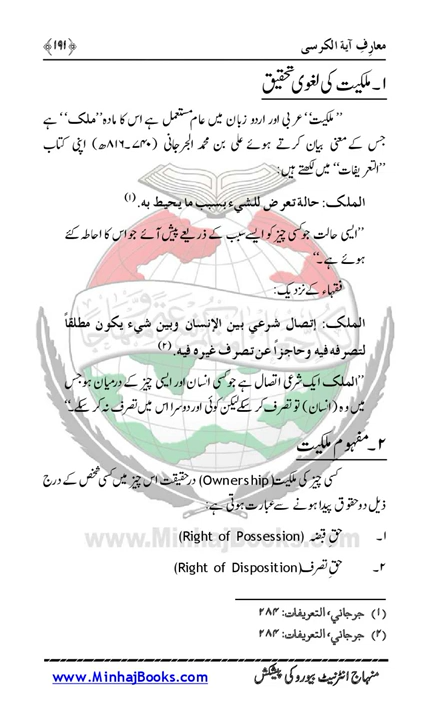 معارفِ آیۃ الکرسی ﴿۱۹۱﴾
۱۔ ملکیت کی لغوی تحقیق
’’ملکیت‘‘ عربی اور اردو زبان میں عام مستعمل ہے اس کا مادہ ’’ملک‘‘ ہے
جس کے معنی بیان کرتے ہوئے علی بن محمد الجرجانی (۷۴۰۔۸۱۶ھ) اپنی کتاب
’’التعریفات‘‘ میں لکھتے ہیں:
الملک: حالة تعرض للشيء بسبب ما یحیط به. (۱)
’’ایسی حالت جو کسی چیز کو ایسے سبب کے ذریعے پیش آئے جو اس کا احاطہ کئے
ہوئے ہے۔‘‘
فقہاء کے نزدیک:
الملک: إتصال شرعي بین الإنسان وبین شيء یکون مطلقاً
لتصرفه فیه وحاجزاً عن تصرف غیره فیه. (۲)
’’الملک ایک شرعی اتصال ہے جو کسی انسان اور ایسی چیز کے درمیان ہو جس
میں وہ (انسان) تو تصرف کر سکے لیکن کوئی اور دوسرا اس میں تصرف نہ کر سکے۔‘‘
۲۔ مفہومِ ملکیت
کسی چیز کی ملکیت (Ownership) درحقیقت اس چیز میں کسی شخص کے درج
ذیل دو حقوق پیدا ہونے سے عبارت ہوتی ہے:
www.MinhajBooks.com
۱۔ حقِ قبضہ (Right of Possession)
۲۔ حقِ تصرف (Right of Disposition)
(۱) جرجاني، التعریفات: ۲۸۴
(۲) جرجاني، التعریفات: ۲۸۴
منہاج انٹرنیٹ بیورو کی پیشکش www.MinhajBooks.com